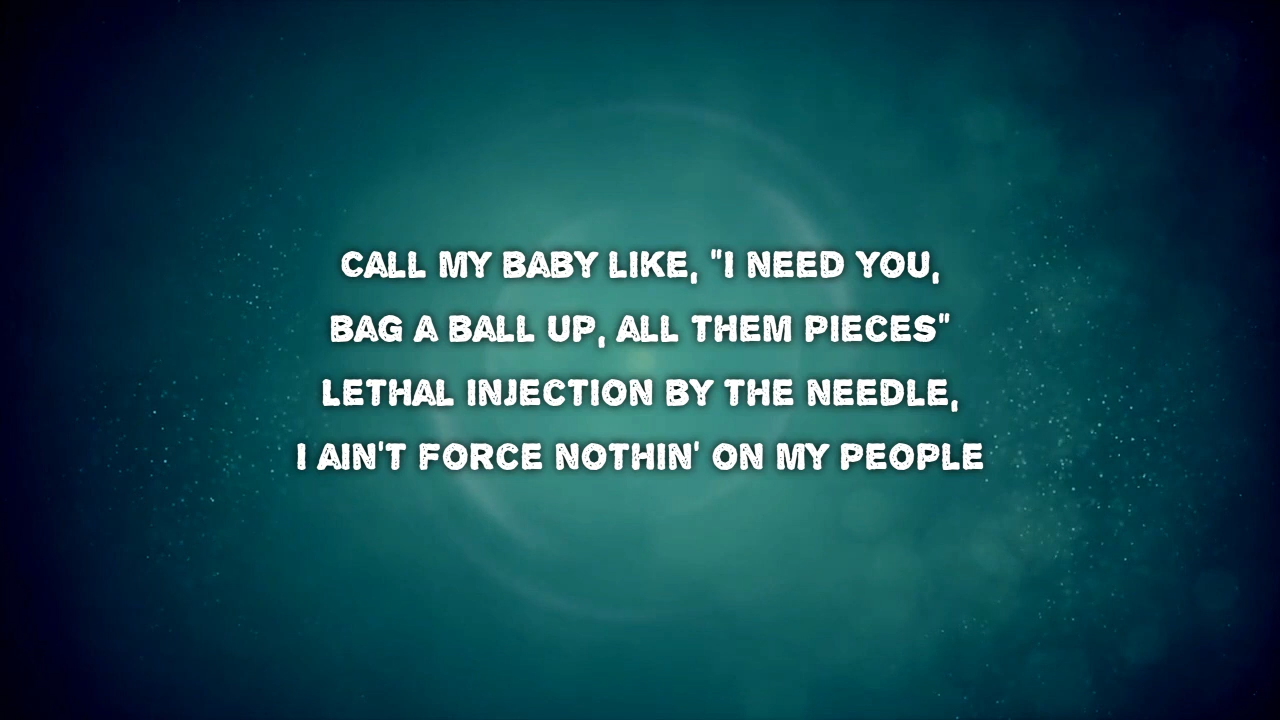 CALL MY BABY LIKE, "I NEED YOU,
BAG A BALL UP, ALL THEM PIECES"
LETHAL INJECTION BY THE NEEDLE,
I AIN'T FORCE NOTHIN' ON MY PEOPLE